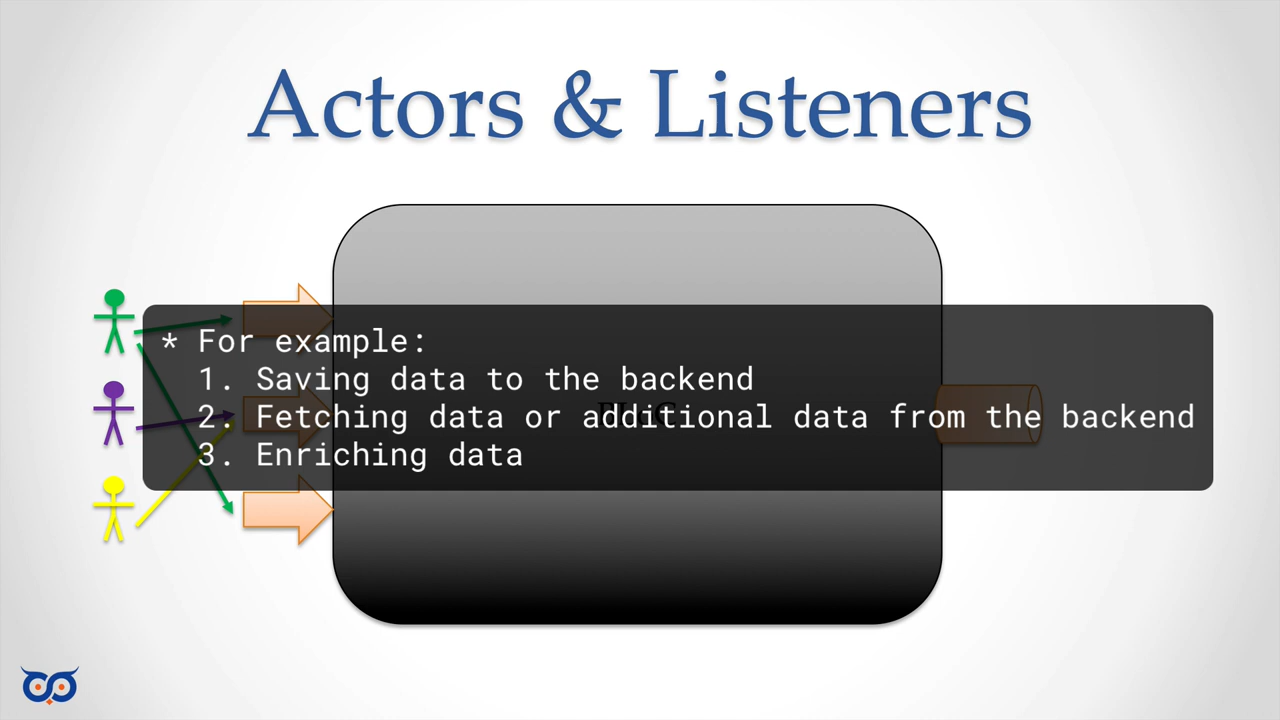 Actors & Listeners
* For example:
1. Saving data to the backend
2. Fetching data or additional data from the backend
3. Enriching data